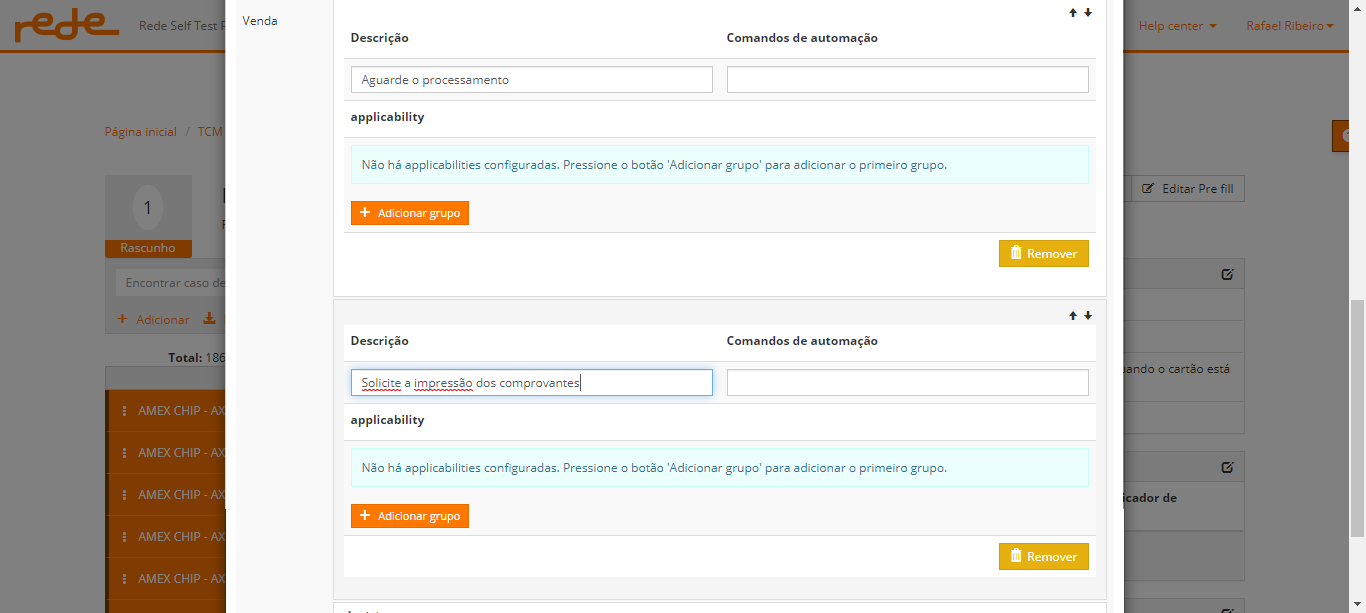 rede
Rede Self Test
Help center
Rafael Ribeiro
Página inicial / TCM
1
Rascunho
Encontrar caso de
Adicionar
Total: 186
AMEX CHIP - AX
AMEX CHIP - AX
AMEX CHIP - AX
AMEX CHIP - AX
AMEX CHIP - AX
Venda
Descrição
Comandos de automação
Aguarde o processamento
applicability
Não há applicabilities configuradas. Pressione o botão 'Adicionar grupo' para adicionar o primeiro grupo.
Adicionar grupo
Remover
Descrição
Comandos de automação
Solicite a impressão dos comprovantes
applicability
Não há applicabilities configuradas. Pressione o botão 'Adicionar grupo' para adicionar o primeiro grupo.
Adicionar grupo
Remover
Editar Pre fill
uando o cartão está
icador de